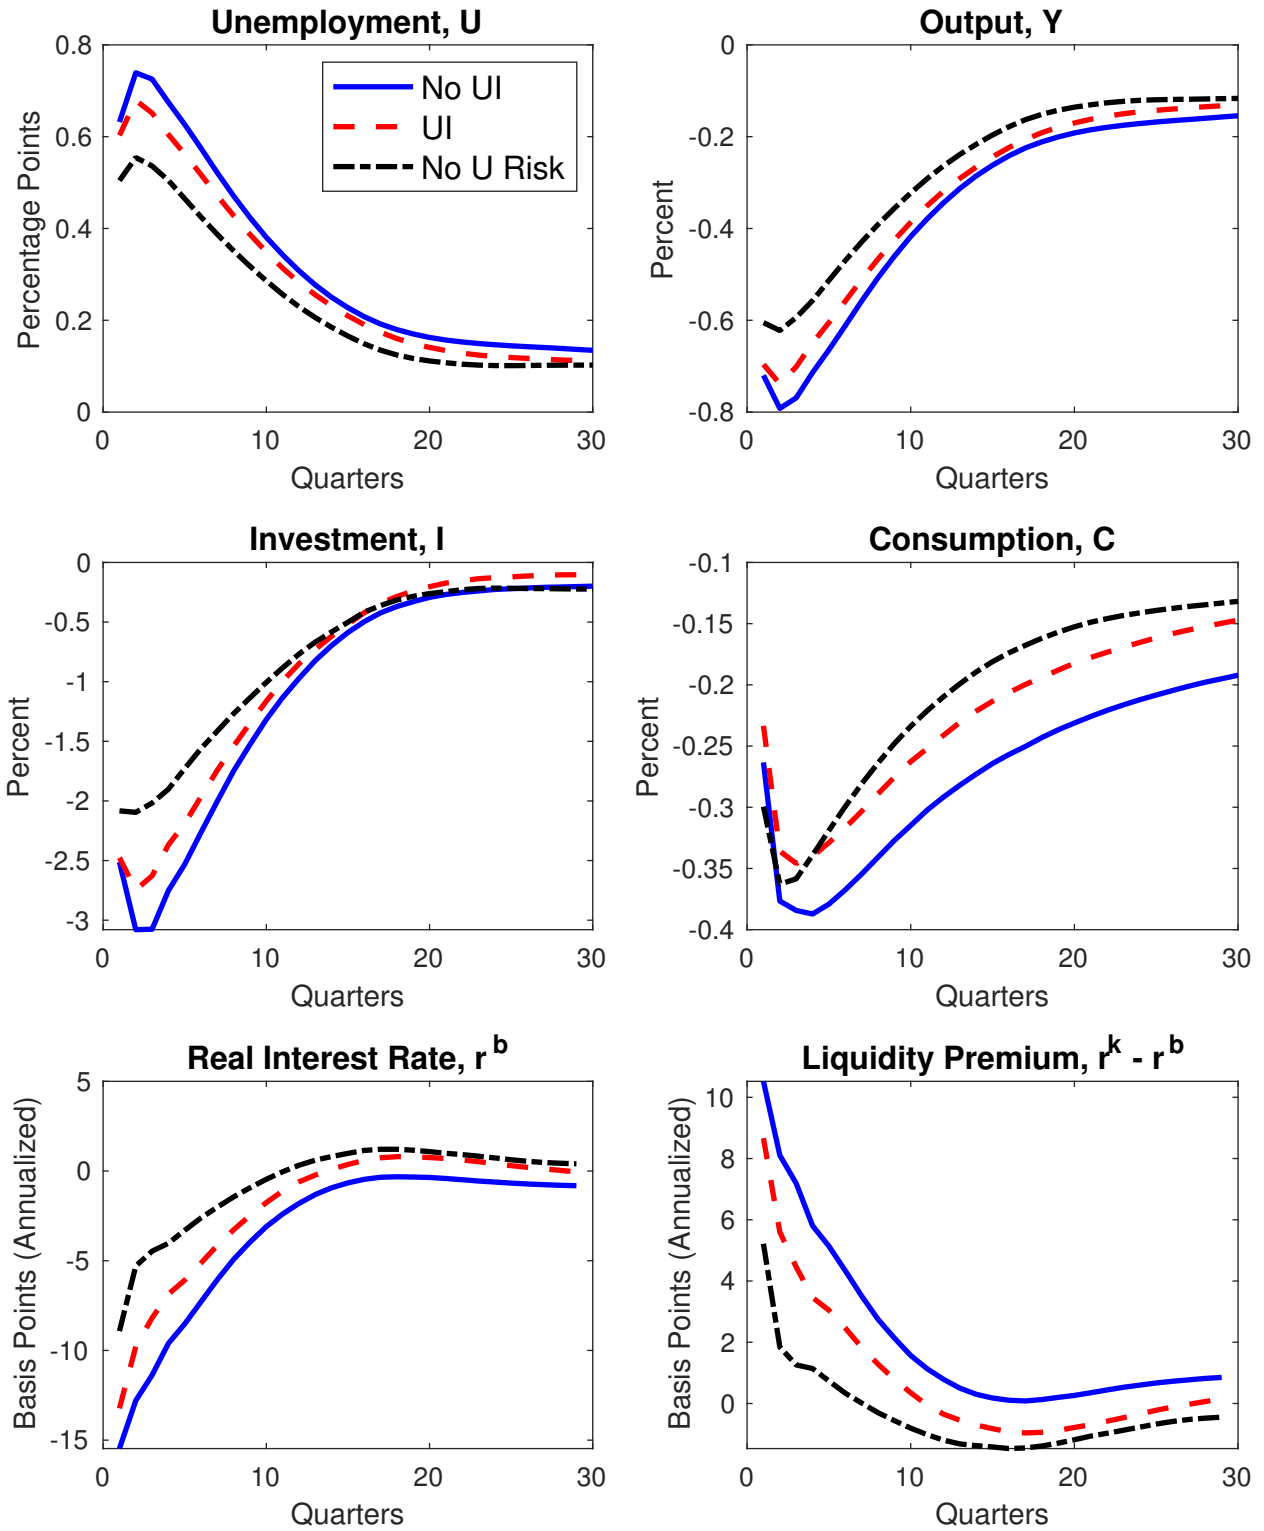 Unemployment, U
0.8
0.6
0.4
0.2
0
Percentage Points
No UI
UI
No U Risk
0
10
20
30
Quarters
Output, Y
0
-0.2
-0.4
-0.6
-0.8
Percent
0
10
20
30
Quarters
Investment, I
0
-0.5
-1
-1.5
-2
-2.5
-3
Percent
0
10
20
30
Quarters
Consumption, C
-0.1
-0.15
-0.2
-0.25
-0.3
-0.35
-0.4
Percent
0
10
20
30
Quarters
Real Interest Rate, r b
5
0
-5
-10
-15
Basis Points (Annualized)
0
10
20
30
Quarters
Liquidity Premium, rk - r b
10
8
6
4
2
0
Basis Points (Annualized)
0
10
20
30
Quarters